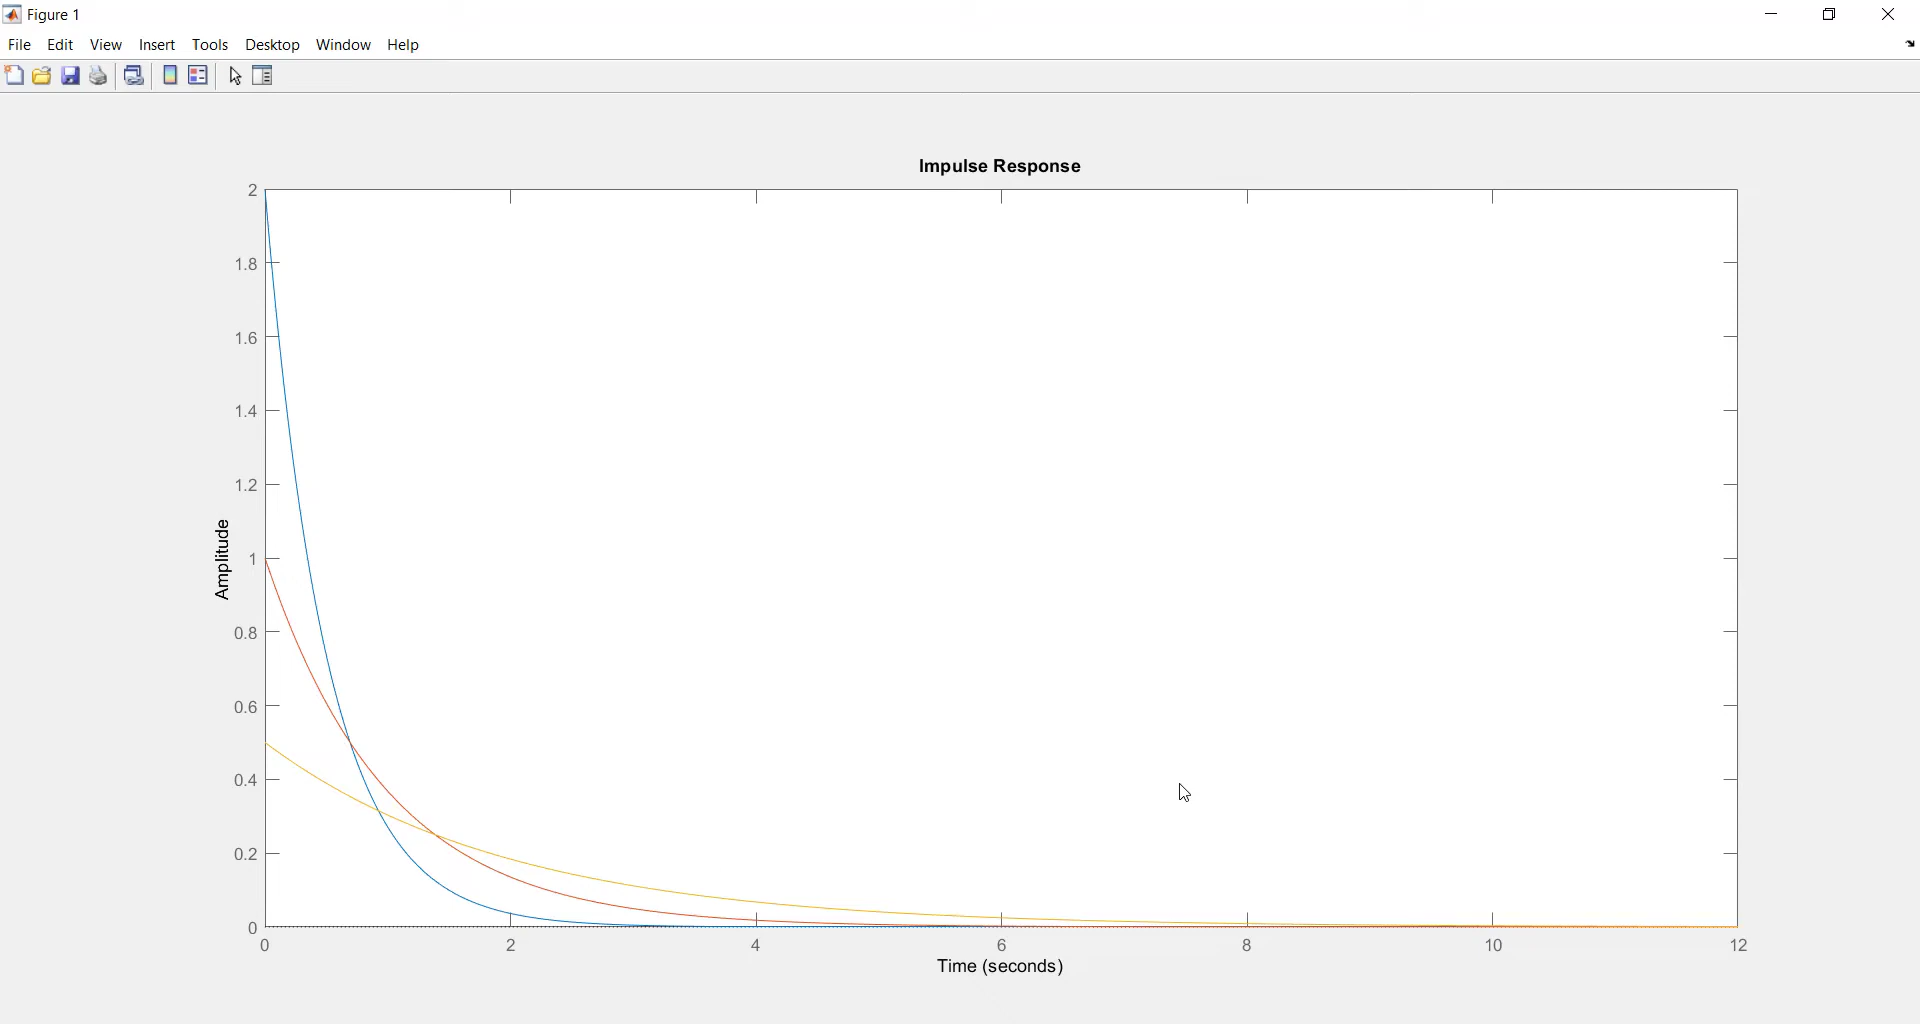 Figure 1
File Edit View Insert Tools Desktop Window Help
Impulse Response
2
1.8
1.6
1.4
1.2
1
0.8
0.6
0.4
0.2
0
Amplitude
0 2 4 6 8 10 12
Time (seconds)